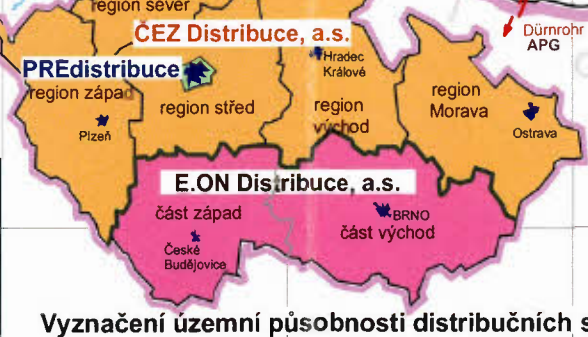 region sever
ČEZ Distribuce, a.s.
Dürnrohr
APG
PREdistribuce
Hradec
Králové
region západ
region střed
region
východ
region
Morava
Plzeň
Ostrava
E.ON Distribuce, a.s.
část západ
BRNO
část východ
České
Budějovice
Vyznačení územní působnosti distribučních s